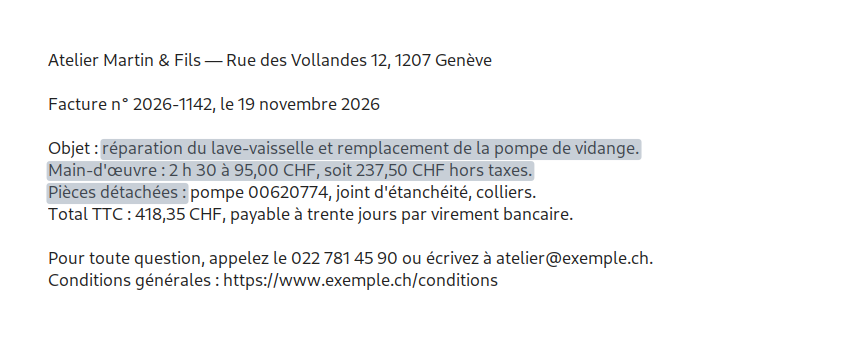 Atelier Martin & Fils — Rue des Vollandes 12, 1207 Genève
Facture n° 2026-1142, le 19 novembre 2026
Objet : réparation du lave-vaisselle et remplacement de la pompe de vidange.
Main-d'œuvre : 2 h 30 à 95,00 CHF, soit 237,50 CHF hors taxes.
Pièces détachées : pompe 00620774, joint d'étanchéité, colliers.
Total TTC : 418,35 CHF, payable à trente jours par virement bancaire.
Pour toute question, appelez le 022 781 45 90 ou écrivez à atelier@exemple.ch.
Conditions générales : https://www.exemple.ch/conditions